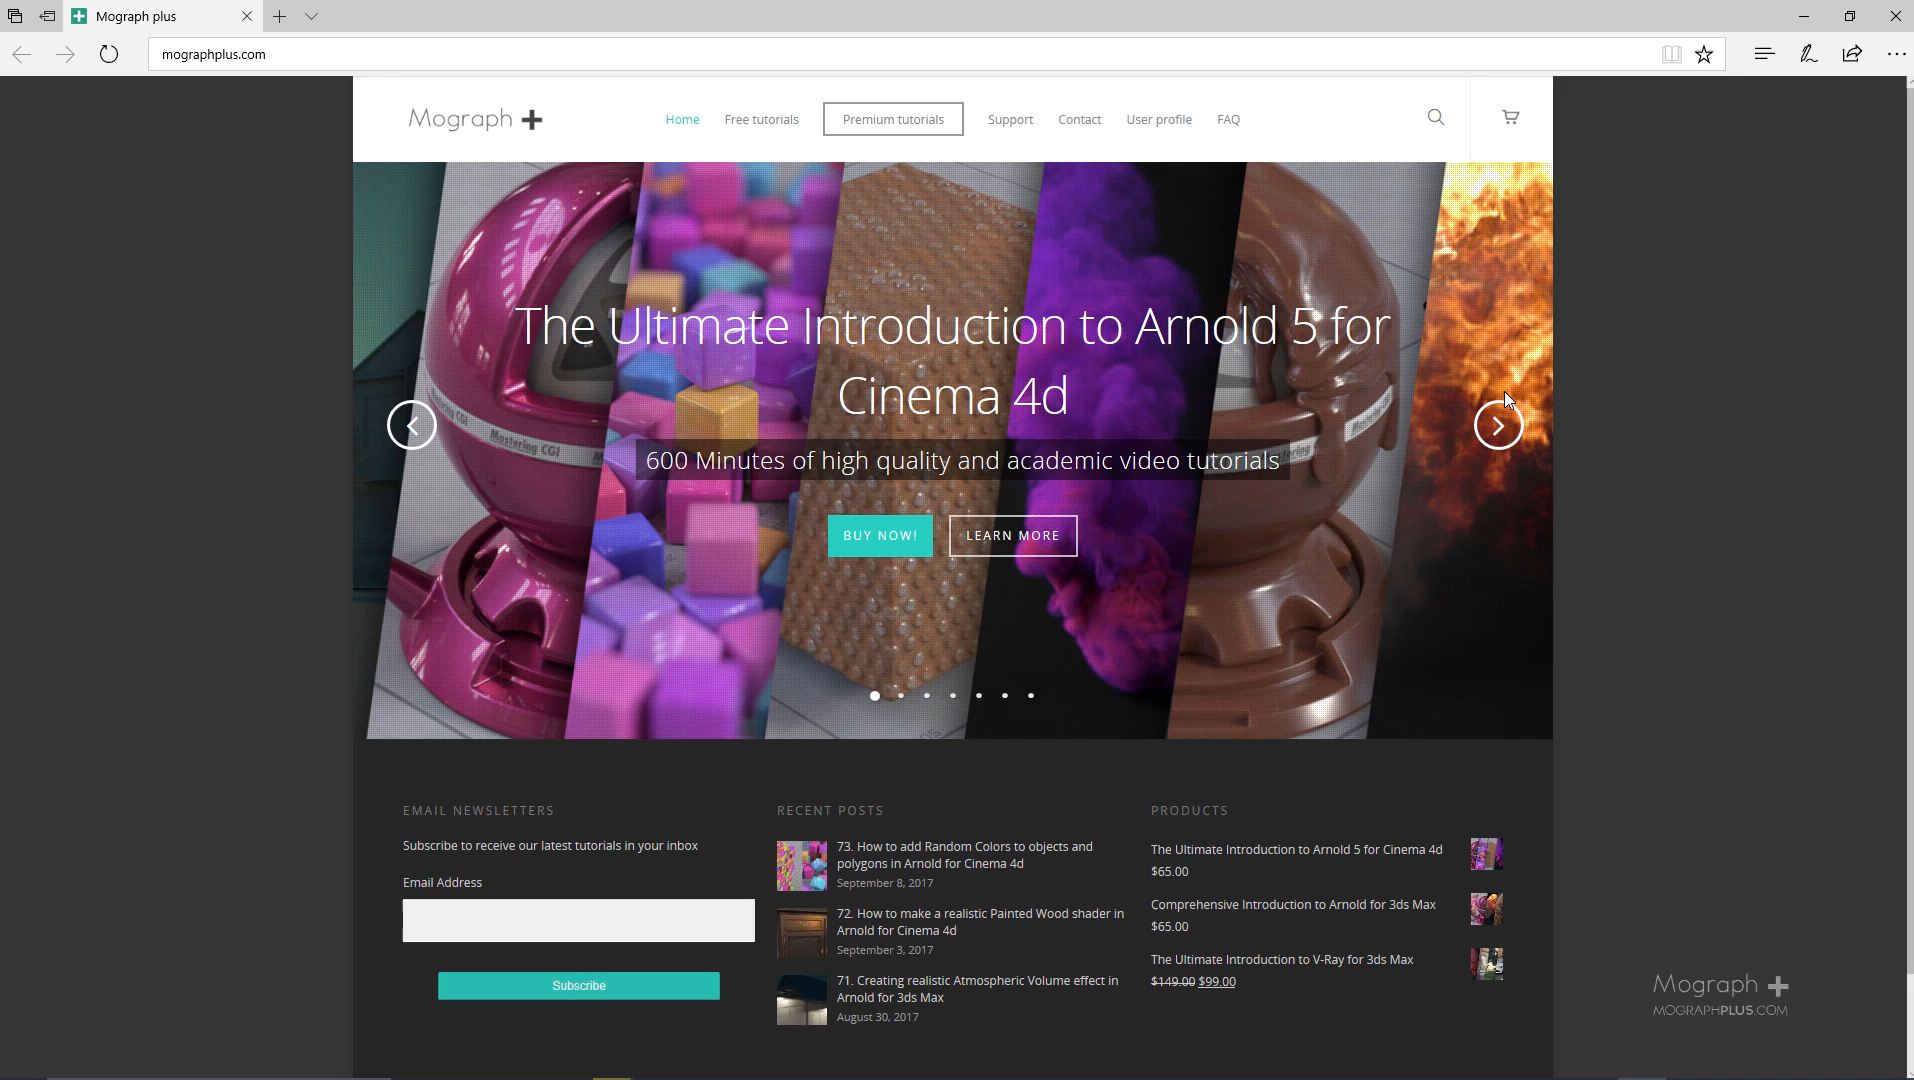 Mograph plus
mographplus.com
Mograph
Home
Free tutorials
Premium tutorials
Support
Contact
User profile
FAQ
The Ultimate Introduction to Arnold 5 for
Cinema 4d
Mastering CGI
600 Minutes of high quality and academic video tutorials
BUY NOW!
LEARN MORE
EMAIL NEWSLETTERS
Subscribe to receive our latest tutorials in your inbox
Email Address
Subscribe
RECENT POSTS
73. How to add Random Colors to objects and
polygons in Arnold for Cinema 4d
September 8, 2017
72. How to make a realistic Painted Wood shader in
Arnold for Cinema 4d
September 3, 2017
71. Creating realistic Atmospheric Volume effect in
Arnold for 3ds Max
August 30, 2017
PRODUCTS
The Ultimate Introduction to Arnold 5 for Cinema 4d
$65.00
Comprehensive Introduction to Arnold for 3ds Max
$65.00
The Ultimate Introduction to V-Ray for 3ds Max
$149.00 $99.00
Mograph
MOGRAPHPLUS.COM